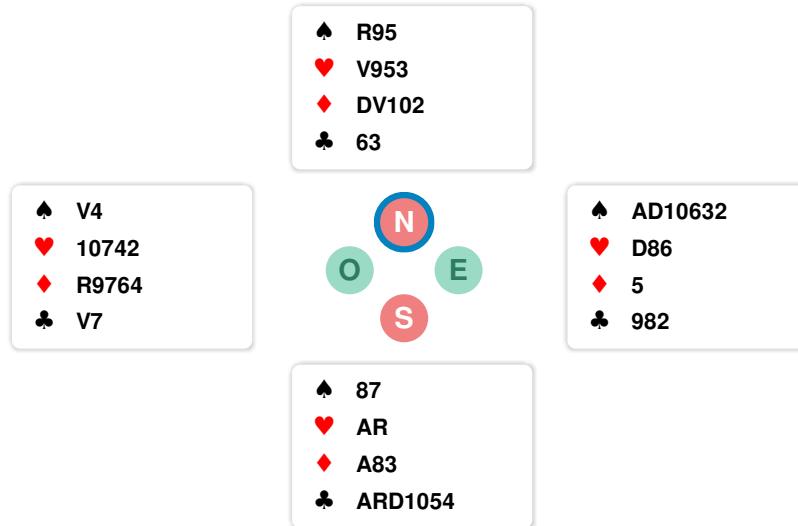 ♠ R95
♥ V953
♦ DV102
♣ 63
♠ V4
♥ 10742
♦ R9764
♣ V7
N
O E
S
♠ AD10632
♥ D86
♦ 5
♣ 982
♠ 87
♥ AR
♦ A83
♣ ARD1054